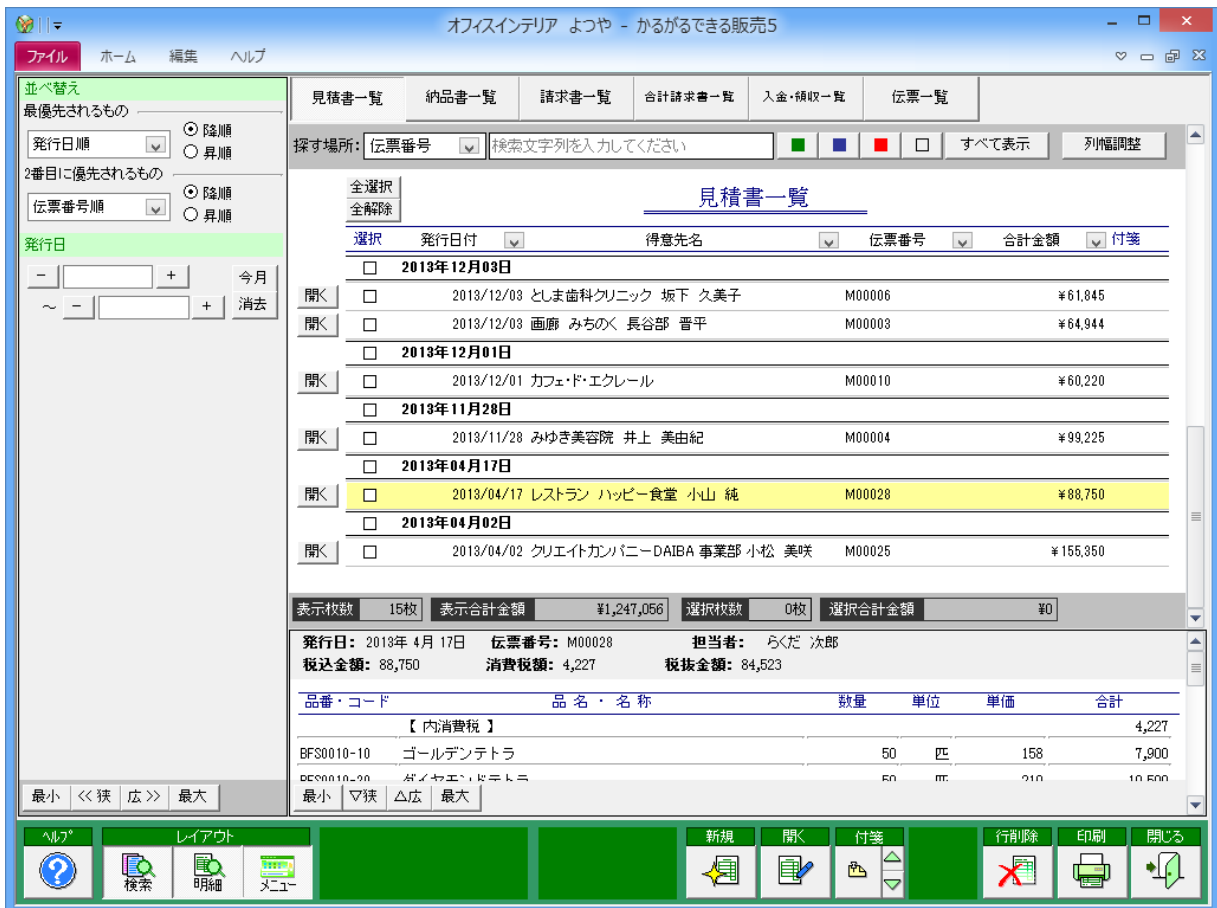 オフィスインテリア よつや - かるがるできる販売5
ファイル ホーム 編集 ヘルプ
並べ替え
最優先されるもの
発行日順 降順
昇順
2番目に優先されるもの
伝票番号順 降順
昇順
発行日
- + 今月
～ - + 消去
見積書一覧 納品書一覧 請求書一覧 合計請求書一覧 入金・領収一覧 伝票一覧
探す場所: 伝票番号 検索文字列を入力してください すべて表示 列幅調整
全選択
全解除
見積書一覧
選択 発行日付 得意先名 伝票番号 合計金額 付箋
2013年12月03日
開く 2013/12/03 としま歯科クリニック 坂下 久美子 M00006 ¥61,845
開く 2013/12/03 画廊 みちのく 長谷部 晋平 M00003 ¥64,944
2013年12月01日
開く 2013/12/01 カフェ・ド・エクレール M00010 ¥60,220
2013年11月28日
開く 2013/11/28 みゆき美容院 井上 美由紀 M00004 ¥99,225
2013年04月17日
開く 2013/04/17 レストラン ハッピー食堂 小山 純 M00028 ¥88,750
2013年04月02日
開く 2013/04/02 クリエイトカンパニーDAIBA 事業部 小松 美咲 M00025 ¥155,350
表示枚数 15枚 表示合計金額 ¥1,247,056 選択枚数 0枚 選択合計金額 ¥0
発行日: 2013年 4月 17日 伝票番号: M00028 担当者: らくだ 次郎
税込金額: 88,750 消費税額: 4,227 税抜金額: 84,523
品番・コード 品名・名称 数量 単位 単価 合計
【 内消費税 】 4,227
BFS0010-10 ゴールデンテトラ 50 匹 158 7,900
BFS0010-20 ダイヤモンドテトラ 50 匹 210 10,500
最小 <<狭 広>> 最大
最小 ▽狭 △広 最大
ヘルプ レイアウト 新規 開く 付箋 行削除 印刷 閉じる
検索 明細 メニュー